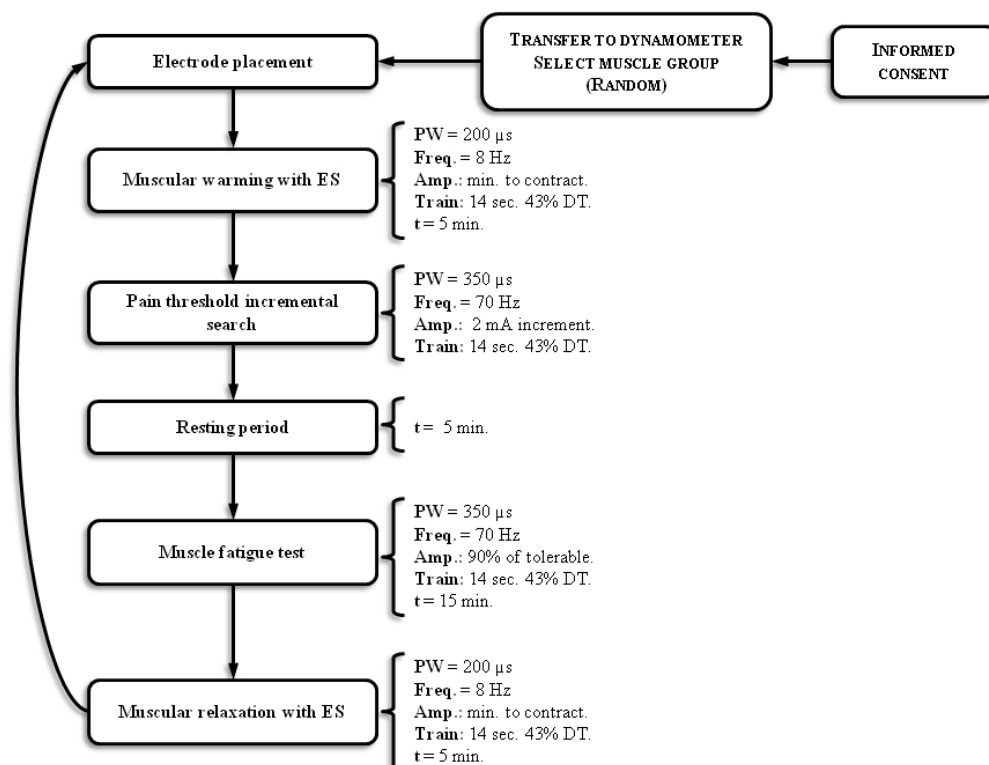 INFORMED
CONSENT
TRANSFER TO DYNAMOMETER
SELECT MUSCLE GROUP
(RANDOM)
Electrode placement
Muscular warming with ES
PW = 200 µs
Freq. = 8 Hz
Amp.: min. to contract.
Train: 14 sec. 43% DT.
t = 5 min.
Pain threshold incremental
search
PW = 350 µs
Freq. = 70 Hz
Amp.: 2 mA increment.
Train: 14 sec. 43% DT.
Resting period
t = 5 min.
Muscle fatigue test
PW = 350 µs
Freq. = 70 Hz
Amp.: 90% of tolerable.
Train: 14 sec. 43% DT.
t = 15 min.
Muscular relaxation with ES
PW = 200 µs
Freq. = 8 Hz
Amp.: min. to contract.
Train: 14 sec. 43% DT.
t = 5 min.